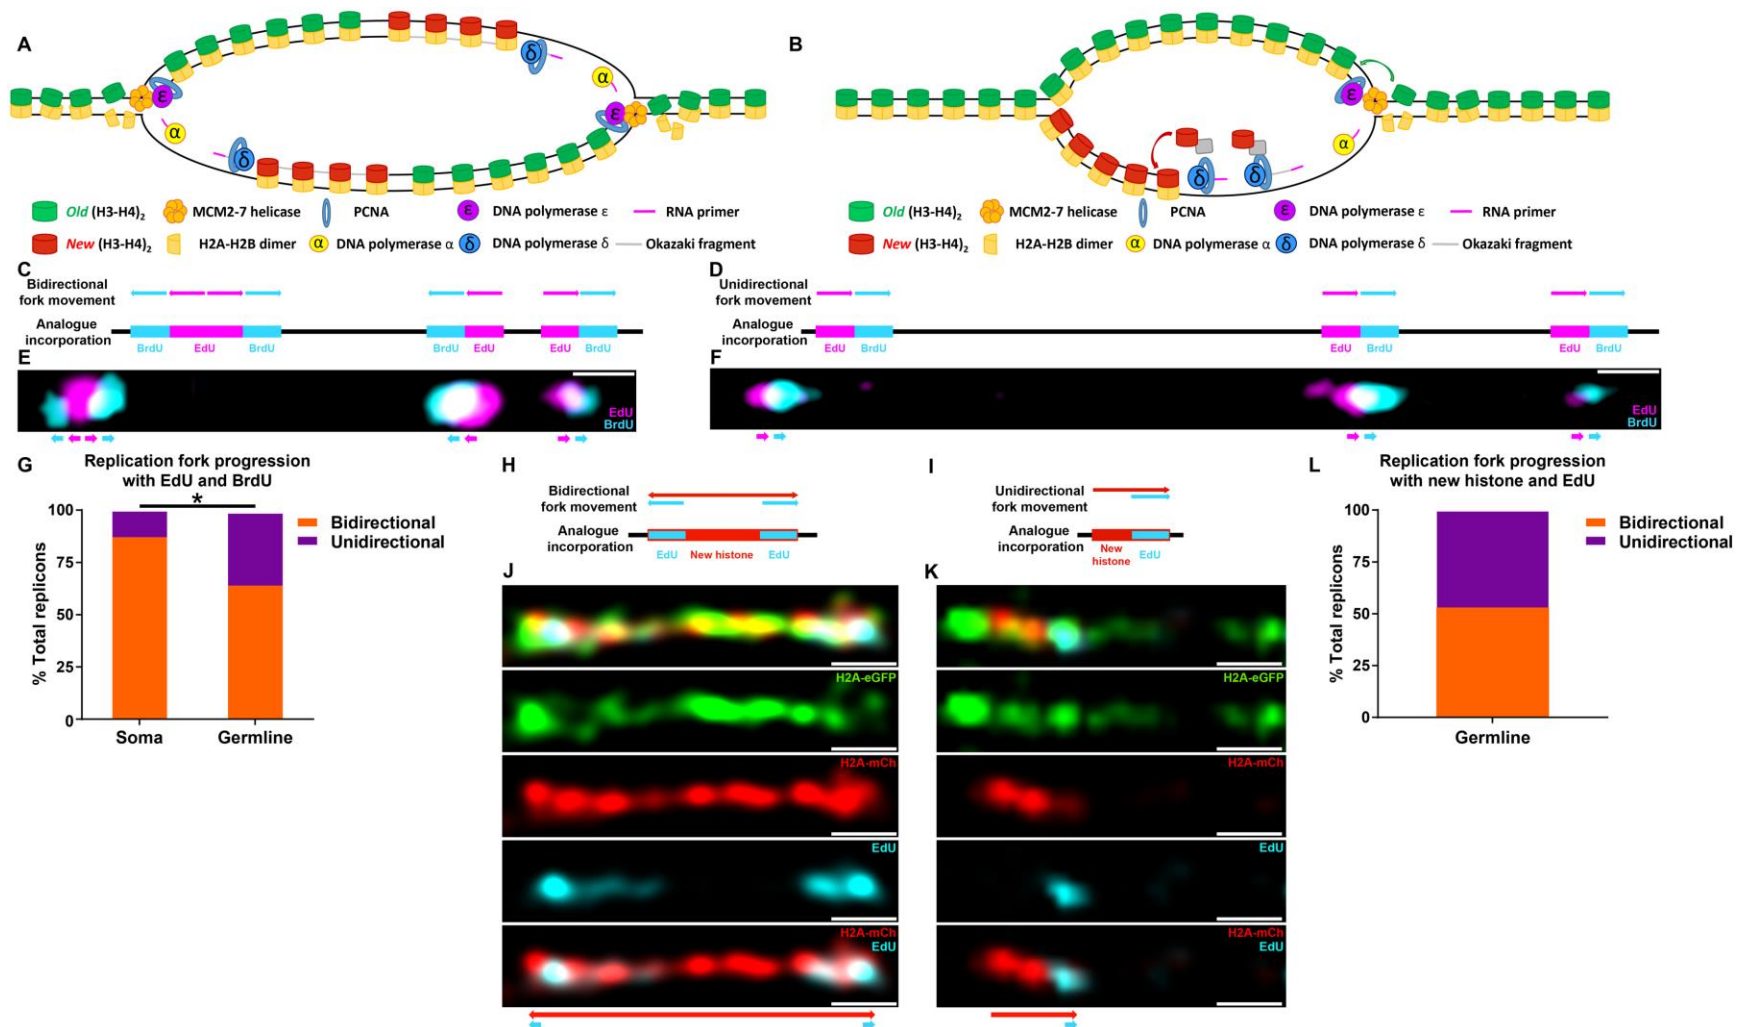 A
B
δ
α
ε
ε
α
δ
ε
α
δ
δ
Old (H3-H4)₂
MCM2-7 helicase
PCNA
ε DNA polymerase ε
RNA primer
New (H3-H4)₂
H2A-H2B dimer
α DNA polymerase α
δ DNA polymerase δ
Okazaki fragment
Old (H3-H4)₂
MCM2-7 helicase
PCNA
ε DNA polymerase ε
RNA primer
New (H3-H4)₂
H2A-H2B dimer
α DNA polymerase α
δ DNA polymerase δ
Okazaki fragment
C
Bidirectional
fork movement
Analogue
incorporation
BrdU EdU BrdU BrdU EdU EdU BrdU
D
Unidirectional
fork movement
Analogue
incorporation
EdU BrdU EdU BrdU EdU BrdU
E
EdU
BrdU
F
EdU
BrdU
G
Replication fork progression
with EdU and BrdU
*
% Total replicons
100
75
50
25
0
Soma Germline
Bidirectional
Unidirectional
H
Bidirectional
fork movement
Analogue
incorporation
EdU New histone EdU
I
Unidirectional
fork movement
Analogue
incorporation
New
histone
EdU
J
H2A-eGFP
H2A-mCh
EdU
H2A-mCh
EdU
K
H2A-eGFP
H2A-mCh
EdU
H2A-mCh
EdU
L
Replication fork progression
with new histone and EdU
% Total replicons
100
75
50
25
0
Germline
Bidirectional
Unidirectional